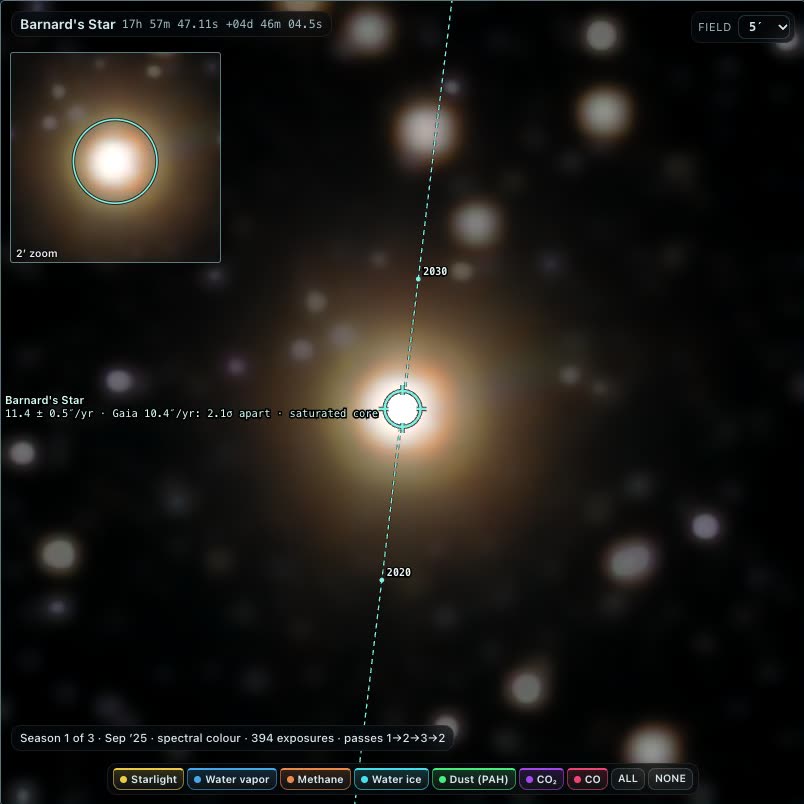 Barnard's Star 17h 57m 47.11s +04d 46m 04.5s
FIELD 5′
2′ zoom
2030
Barnard's Star
11.4 ± 0.5″/yr · Gaia 10.4″/yr: 2.1σ apart · saturated core
2020
Season 1 of 3 · Sep ’25 · spectral colour · 394 exposures · passes 1→2→3→2
Starlight Water vapor Methane Water ice Dust (PAH) CO₂ CO ALL NONE